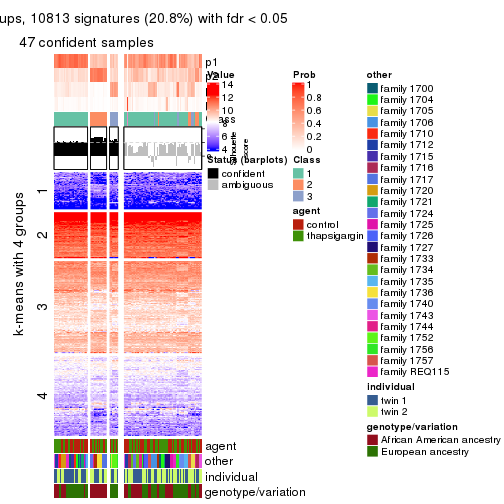 ups, 10813 signatures (20.8%) with fdr < 0.05
47 confident samples
p1
p2
Value
14
12
10
8
6
4
Prob
1
0.8
0.6
0.4
0.2
0
Status (barplots)
confident
ambiguous
Class
1
2
3
agent
control
thapsigargin
other
family 1700
family 1704
family 1705
family 1706
family 1710
family 1712
family 1715
family 1716
family 1717
family 1720
family 1721
family 1724
family 1725
family 1726
family 1727
family 1733
family 1734
family 1735
family 1736
family 1740
family 1743
family 1744
family 1752
family 1756
family 1757
family REQ115
individual
twin 1
twin 2
genotype/variation
African American ancestry
European ancestry
k-means with 4 groups
1
2
3
4
agent
other
individual
genotype/variation